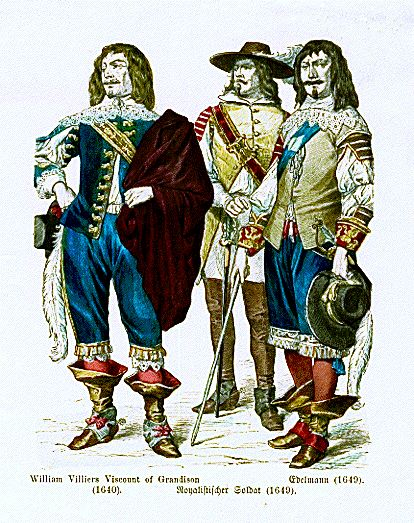 William Villiers Viscount of Grandison
(1640).
Royalistischer Soldat (1649).
Edelmann (1649).